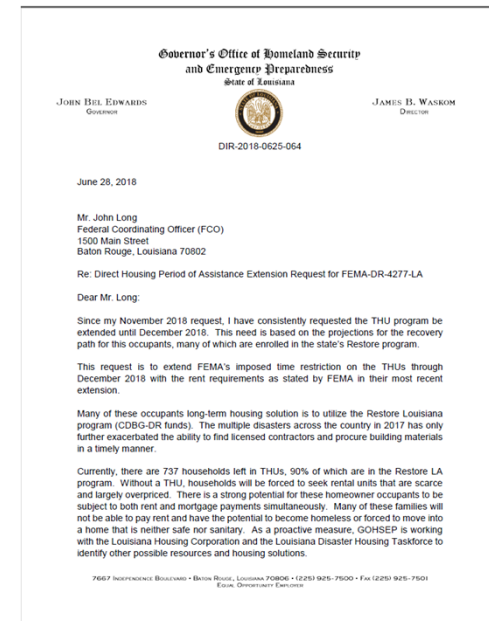 Governor's Office of Homeland Security
and Emergency Preparedness
State of Louisiana
JOHN BEL EDWARDS
GOVERNOR
JAMES B. WASKOM
DIRECTOR
DIR-2018-0625-064
June 28, 2018
Mr. John Long
Federal Coordinating Officer (FCO)
1500 Main Street
Baton Rouge, Louisiana 70802
Re: Direct Housing Period of Assistance Extension Request for FEMA-DR-4277-LA
Dear Mr. Long:
Since my November 2018 request, I have consistently requested the THU program be
extended until December 2018. This need is based on the projections for the recovery
path for this occupants, many of which are enrolled in the state's Restore program.
This request is to extend FEMA's imposed time restriction on the THUs through
December 2018 with the rent requirements as stated by FEMA in their most recent
extension.
Many of these occupants long-term housing solution is to utilize the Restore Louisiana
program (CDBG-DR funds). The multiple disasters across the country in 2017 has only
further exacerbated the ability to find licensed contractors and procure building materials
in a timely manner.
Currently, there are 737 households left in THUs, 90% of which are in the Restore LA
program. Without a THU, households will be forced to seek rental units that are scarce
and largely overpriced. There is a strong potential for these homeowner occupants to be
subject to both rent and mortgage payments simultaneously. Many of these families will
not be able to pay rent and have the potential to become homeless or forced to move into
a home that is neither safe nor sanitary. As a proactive measure, GOHSEP is working
with the Louisiana Housing Corporation and the Louisiana Disaster Housing Taskforce to
identify other possible resources and housing solutions.
7667 INDEPENDENCE BOULEVARD • BATON ROUGE, LOUISIANA 70806 • (225) 925-7500 • FAX (225) 925-7501
EQUAL OPPORTUNITY EMPLOYER